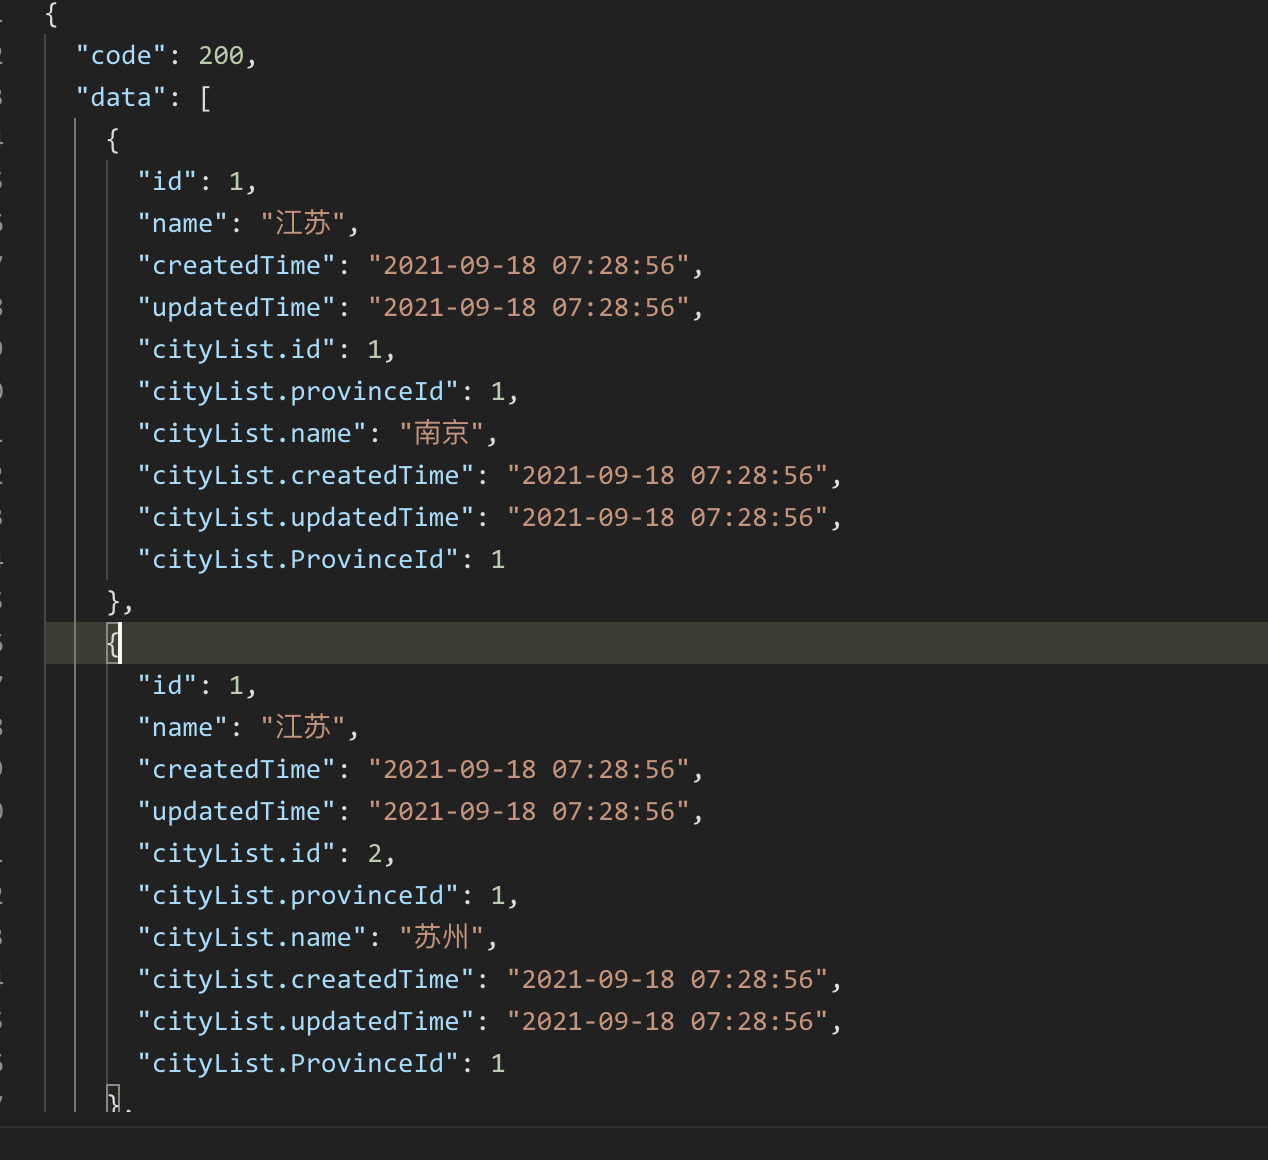 {
"code": 200,
"data": [
{
"id": 1,
"name": "江苏",
"createdTime": "2021-09-18 07:28:56",
"updatedTime": "2021-09-18 07:28:56",
"cityList.id": 1,
"cityList.provinceId": 1,
"cityList.name": "南京",
"cityList.createdTime": "2021-09-18 07:28:56",
"cityList.updatedTime": "2021-09-18 07:28:56",
"cityList.ProvinceId": 1
},
{
"id": 1,
"name": "江苏",
"createdTime": "2021-09-18 07:28:56",
"updatedTime": "2021-09-18 07:28:56",
"cityList.id": 2,
"cityList.provinceId": 1,
"cityList.name": "苏州",
"cityList.createdTime": "2021-09-18 07:28:56",
"cityList.updatedTime": "2021-09-18 07:28:56",
"cityList.ProvinceId": 1
},